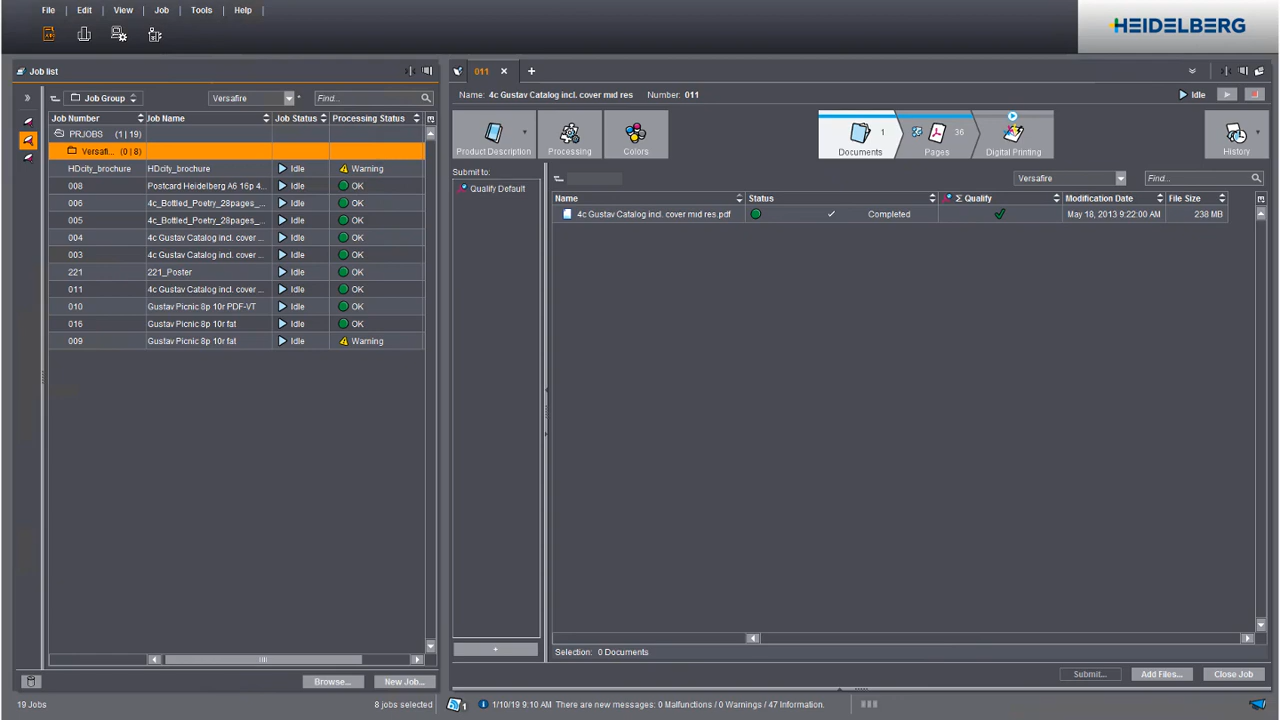 File Edit View Job Tools Help
HEIDELBERG
Job list
011
Job Group Versafire * Find...
Name: 4c Gustav Catalog incl. cover mid res Number: 011 Idle
Job Number Job Name Job Status Processing Status
PRJOBS (1 | 19)
Versafi... (0 | 8)
HDcity_brochure HDcity_brochure Idle Warning
008 Postcard Heidelberg A6 16p 4... Idle OK
006 4c_Bottled_Poetry_28pages_... Idle OK
005 4c_Bottled_Poetry_28pages_... Idle OK
004 4c Gustav Catalog incl. cover ... Idle OK
003 4c Gustav Catalog incl. cover ... Idle OK
221 221_Poster Idle OK
011 4c Gustav Catalog incl. cover ... Idle OK
010 Gustav Picnic 8p 10r PDF-VT Idle OK
016 Gustav Picnic 8p 10r fat Idle OK
009 Gustav Picnic 8p 10r fat Idle Warning
Product Description Processing Colors
Documents 1 Pages 36 Digital Printing
History
Submit to:
Qualify Default
Versafire Find...
Name Status Σ Qualify Modification Date File Size
4c Gustav Catalog incl. cover mid res.pdf Completed May 18, 2013 9:22:00 AM 238 MB
+
Selection: 0 Documents
Browse... New Job...
Submit... Add Files... Close Job
19 Jobs 8 jobs selected
1 1/10/19 9:10 AM There are new messages: 0 Malfunctions / 0 Warnings / 47 Information.